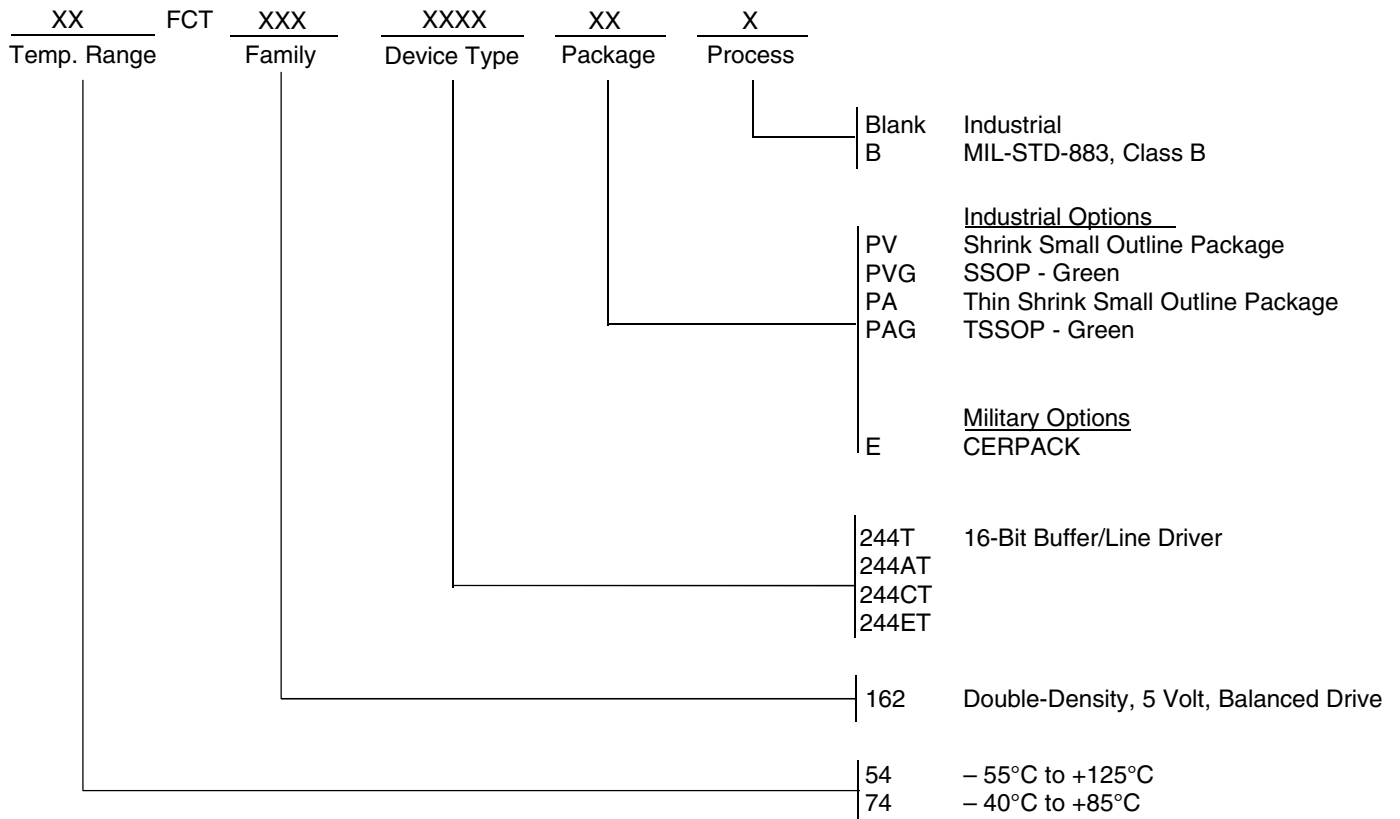 XX FCT XXX XXXX XX X
Temp. Range Family Device Type Package Process
Blank Industrial
B MIL-STD-883, Class B
Industrial Options
PV Shrink Small Outline Package
PVG SSOP - Green
PA Thin Shrink Small Outline Package
PAG TSSOP - Green
Military Options
E CERPACK
244T 16-Bit Buffer/Line Driver
244AT
244CT
244ET
162 Double-Density, 5 Volt, Balanced Drive
54 – 55°C to +125°C
74 – 40°C to +85°C